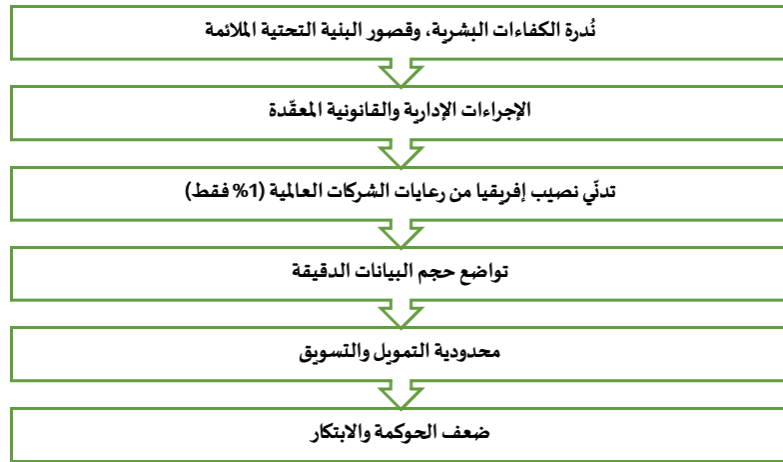 نُدرة الكفاءات البشرية، وقصور البنية التحتية الملائمة
الإجراءات الإدارية والقانونية المعقّدة
تدنّي نصيب إفريقيا من رعايات الشركات العالمية (1% فقط)
تواضع حجم البيانات الدقيقة
محدودية التمويل والتسويق
ضعف الحوكمة والابتكار